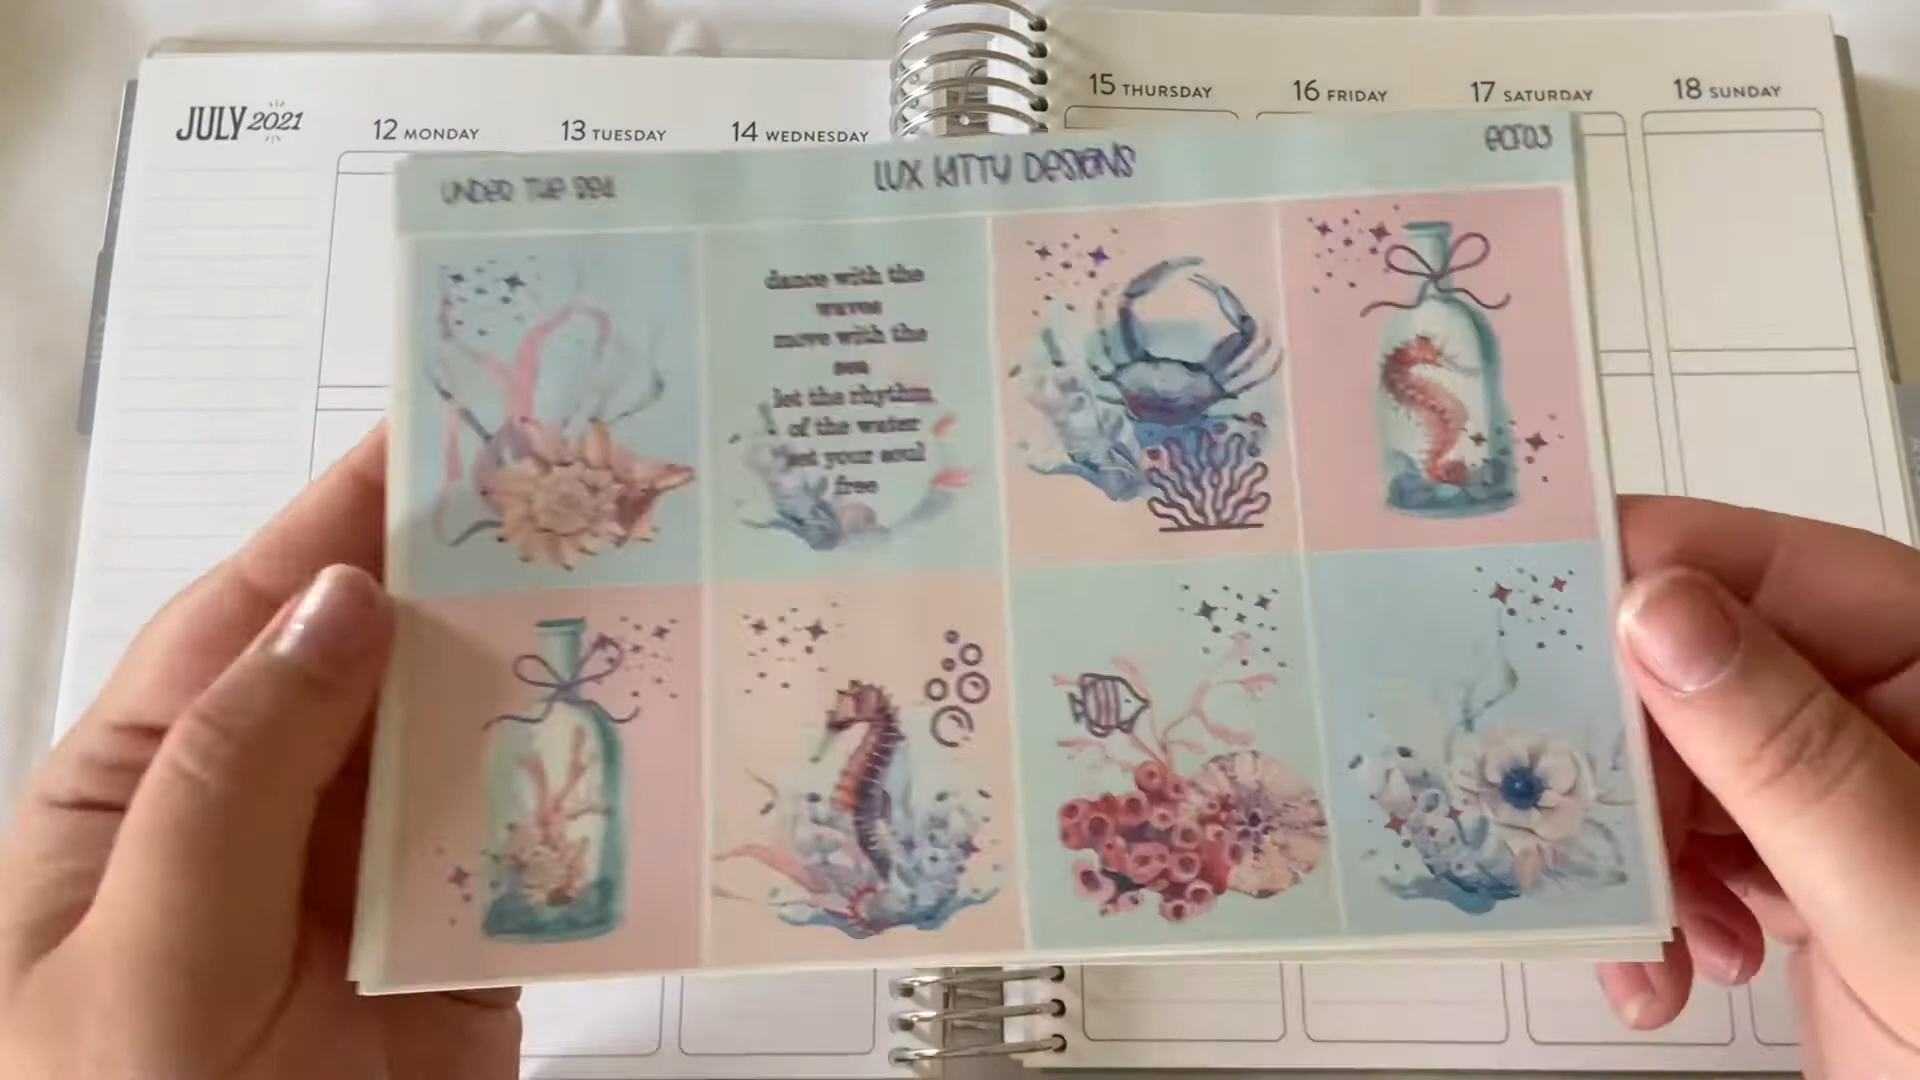 JULY 2021
12 MONDAY
13 TUESDAY
14 WEDNESDAY
15 THURSDAY
16 FRIDAY
17 SATURDAY
18 SUNDAY
UNDER THE SEA
LUX KITTY DESIGNS
dance with the
waves
move with the
sea
let the rhythm
of the water
set your soul
free